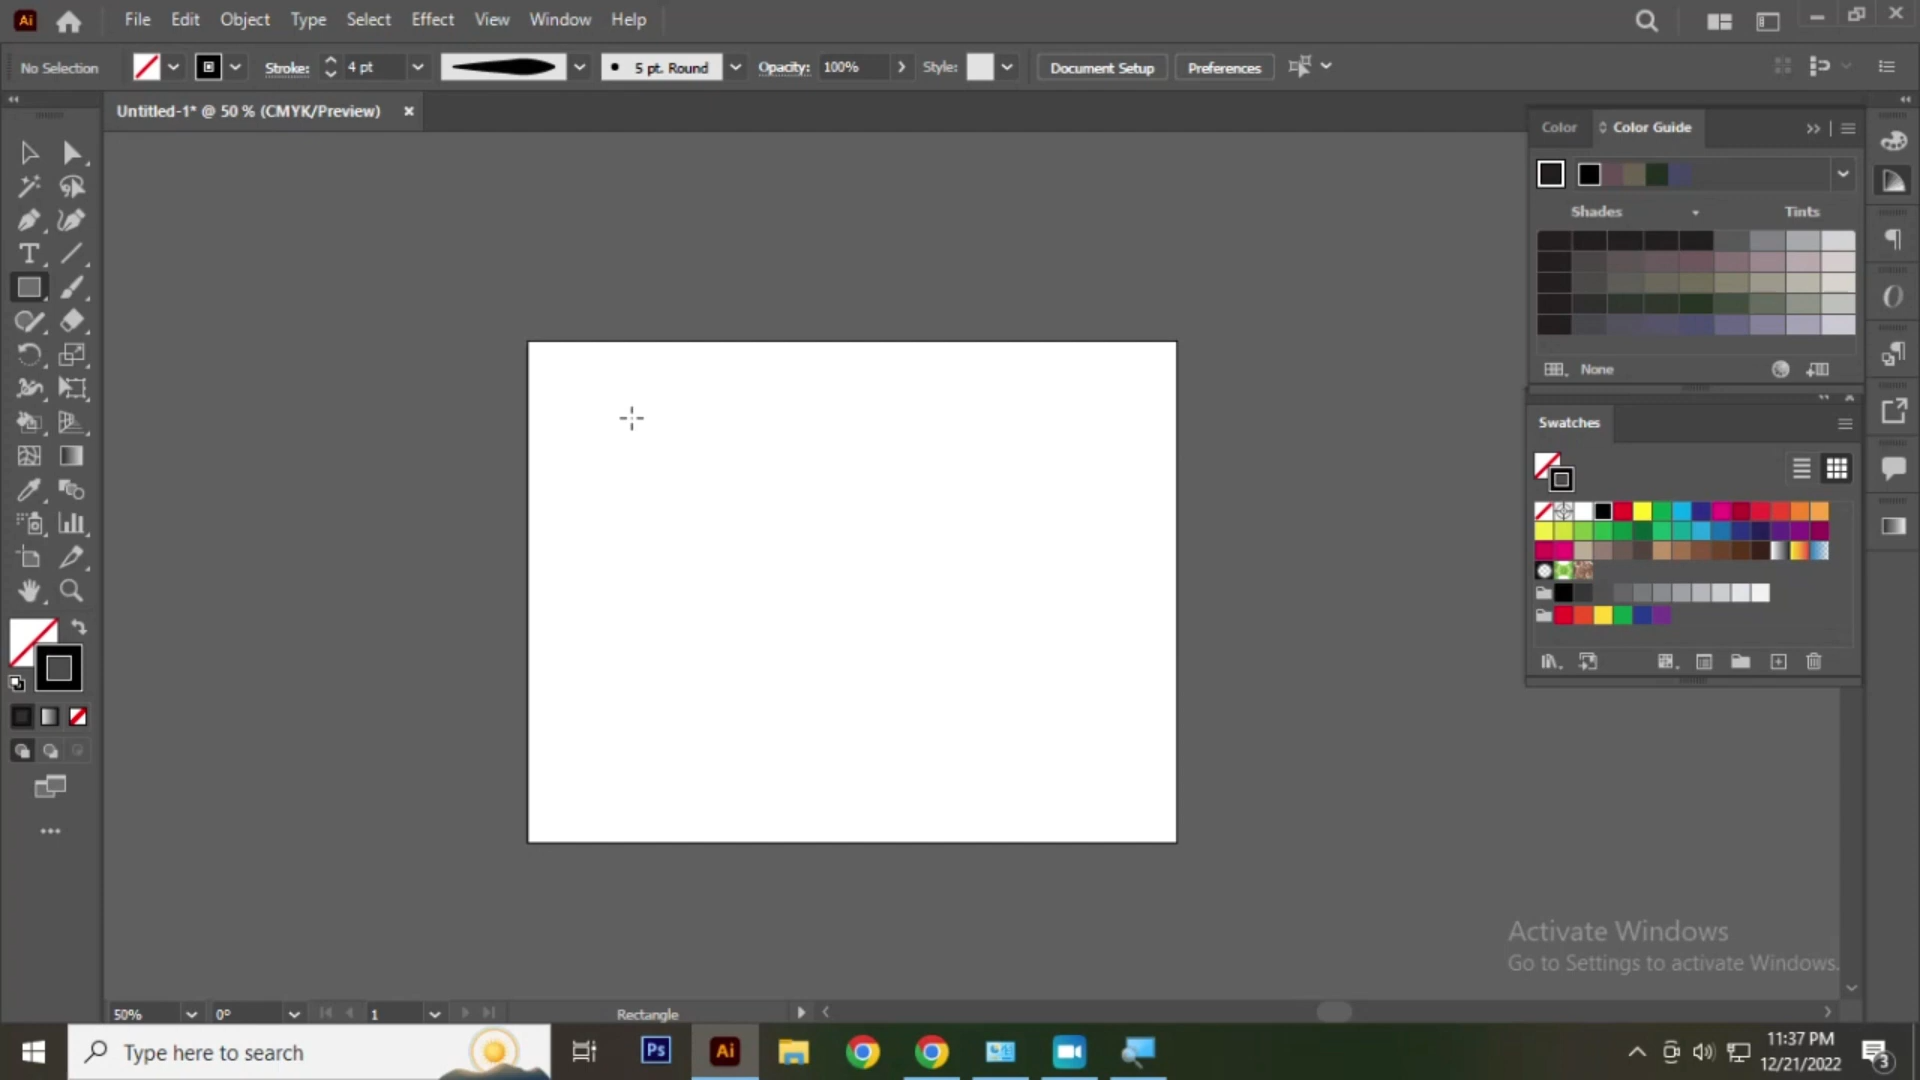 Ai File Edit Object Type Select Effect View Window Help
No Selection Stroke: 4 pt 5 pt. Round Opacity: 100% Style: Document Setup Preferences
Untitled-1* @ 50 % (CMYK/Preview)
Color Color Guide
Shades Tints
None
Swatches
T
Activate Windows
Go to Settings to activate Windows.
50% 0° 1 Rectangle
Type here to search
Ps
Ai
11:37 PM
12/21/2022
3